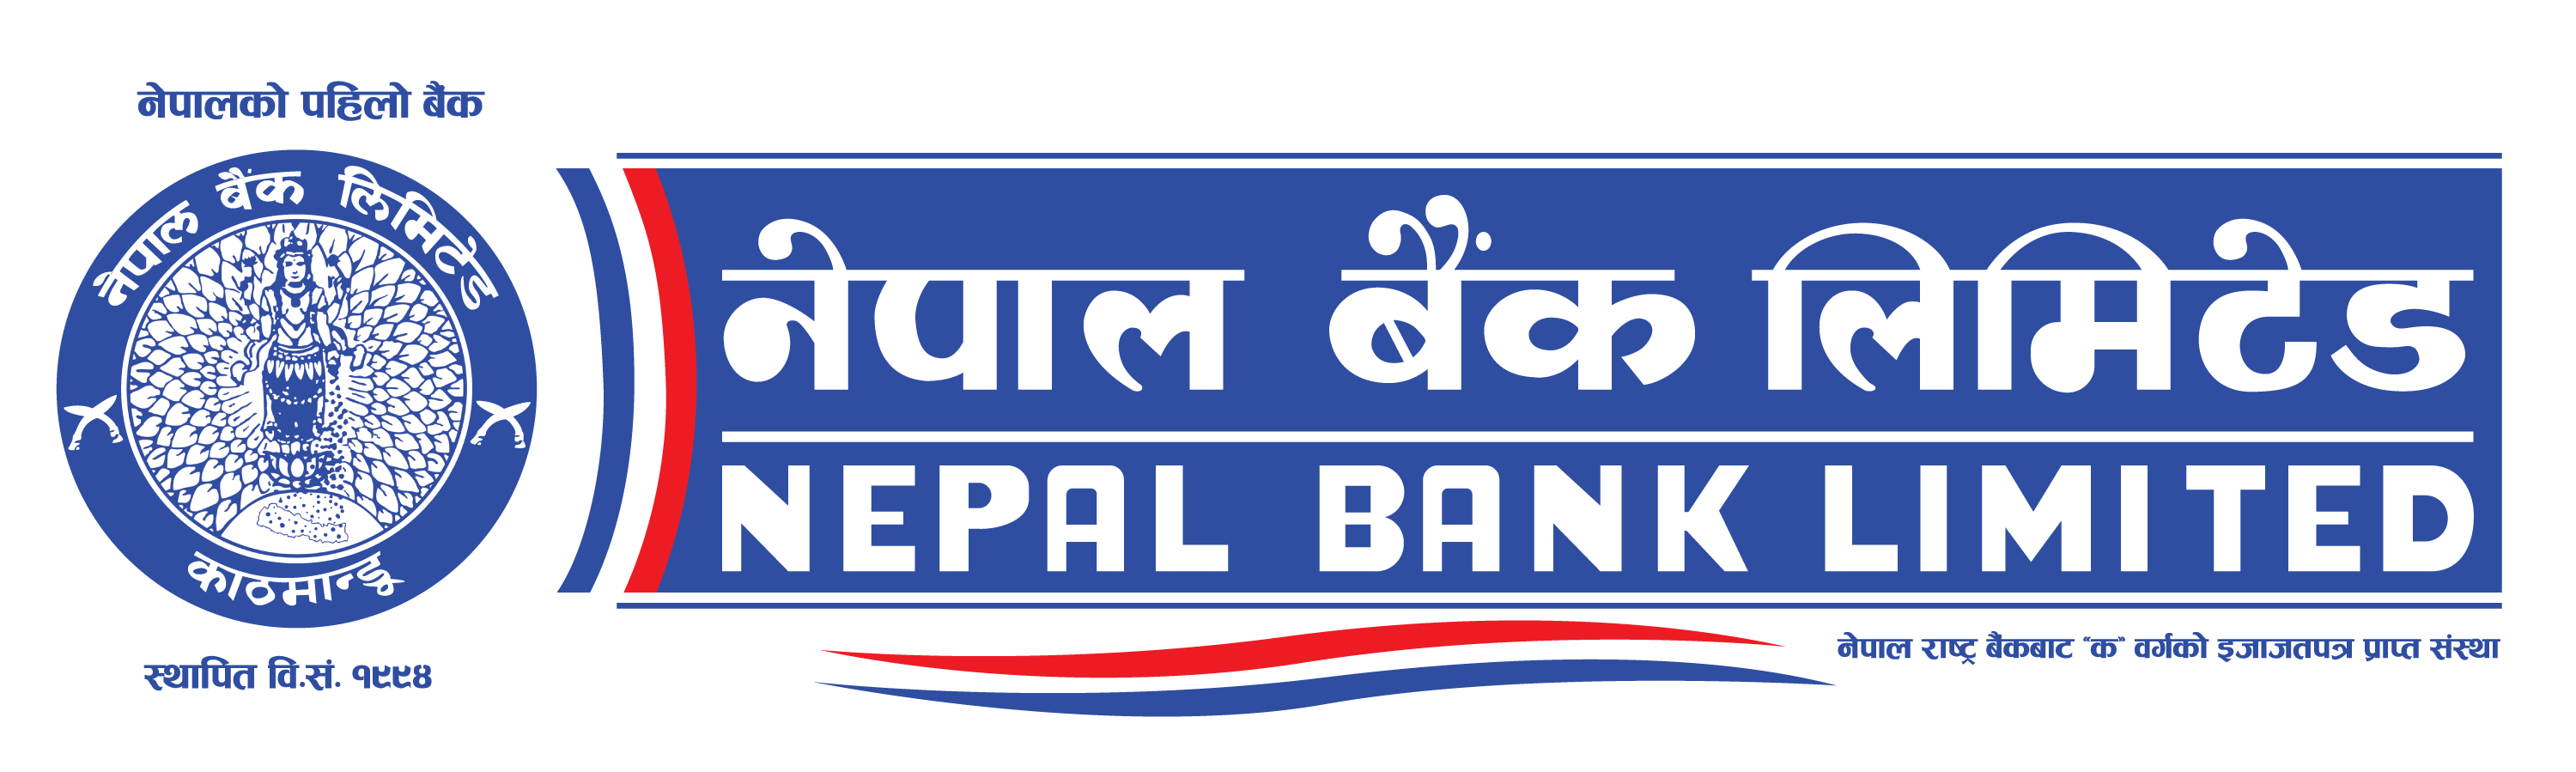 नेपालको पहिलो बैंक
नेपाल बैंक लिमिटेड
काठमान्डू
स्थापित वि.सं. १९९४
नेपाल बैंक लिमिटेड
NEPAL BANK LIMITED
नेपाल राष्ट्र बैंकबाट “क” वर्गको इजाजतपत्र प्राप्त संस्था